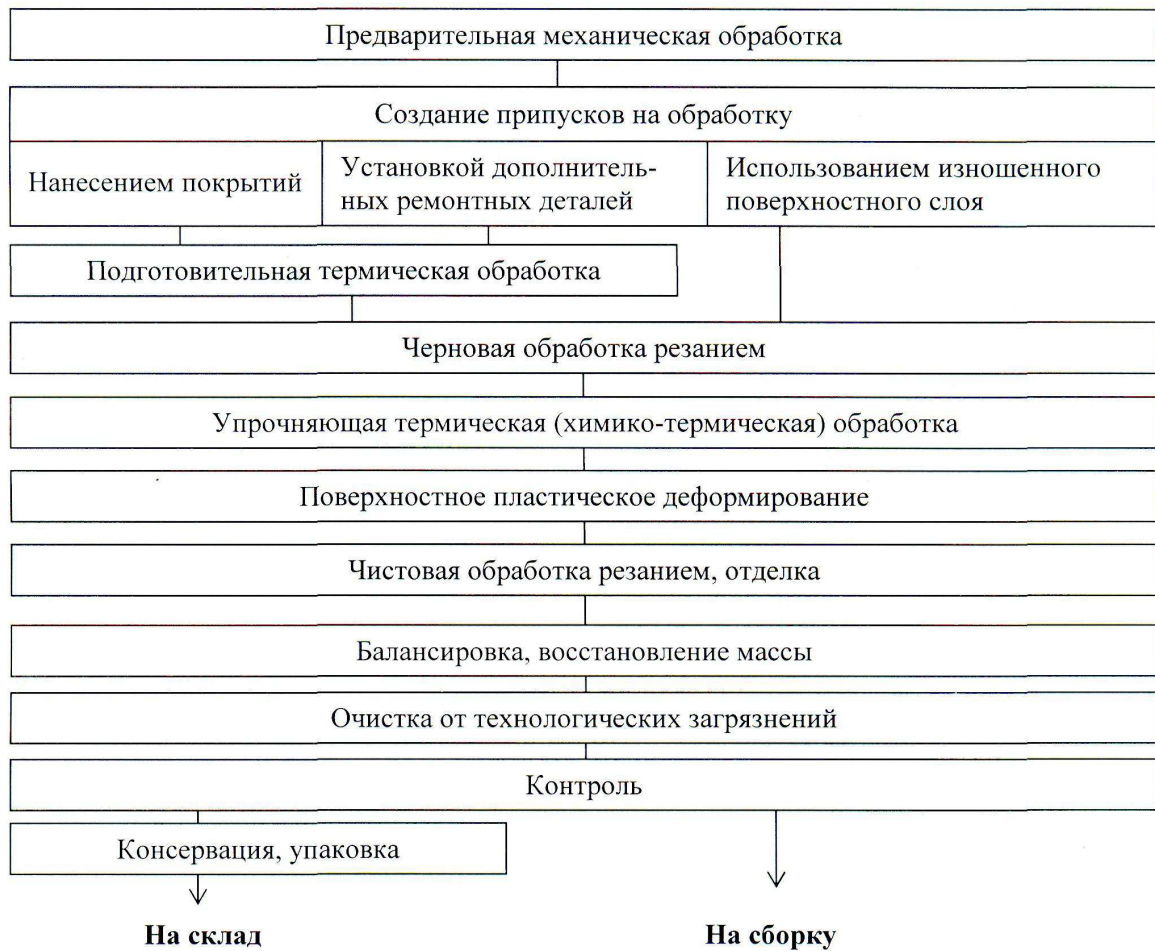 Предварительная механическая обработка
Создание припусков на обработку
Нанесением покрытий
Установкой дополнитель-
ных ремонтных деталей
Использованием изношенного
поверхностного слоя
Подготовительная термическая обработка
Черновая обработка резанием
Упрочняющая термическая (химико-термическая) обработка
Поверхностное пластическое деформирование
Чистовая обработка резанием, отделка
Балансировка, восстановление массы
Очистка от технологических загрязнений
Контроль
Консервация, упаковка
На склад
На сборку